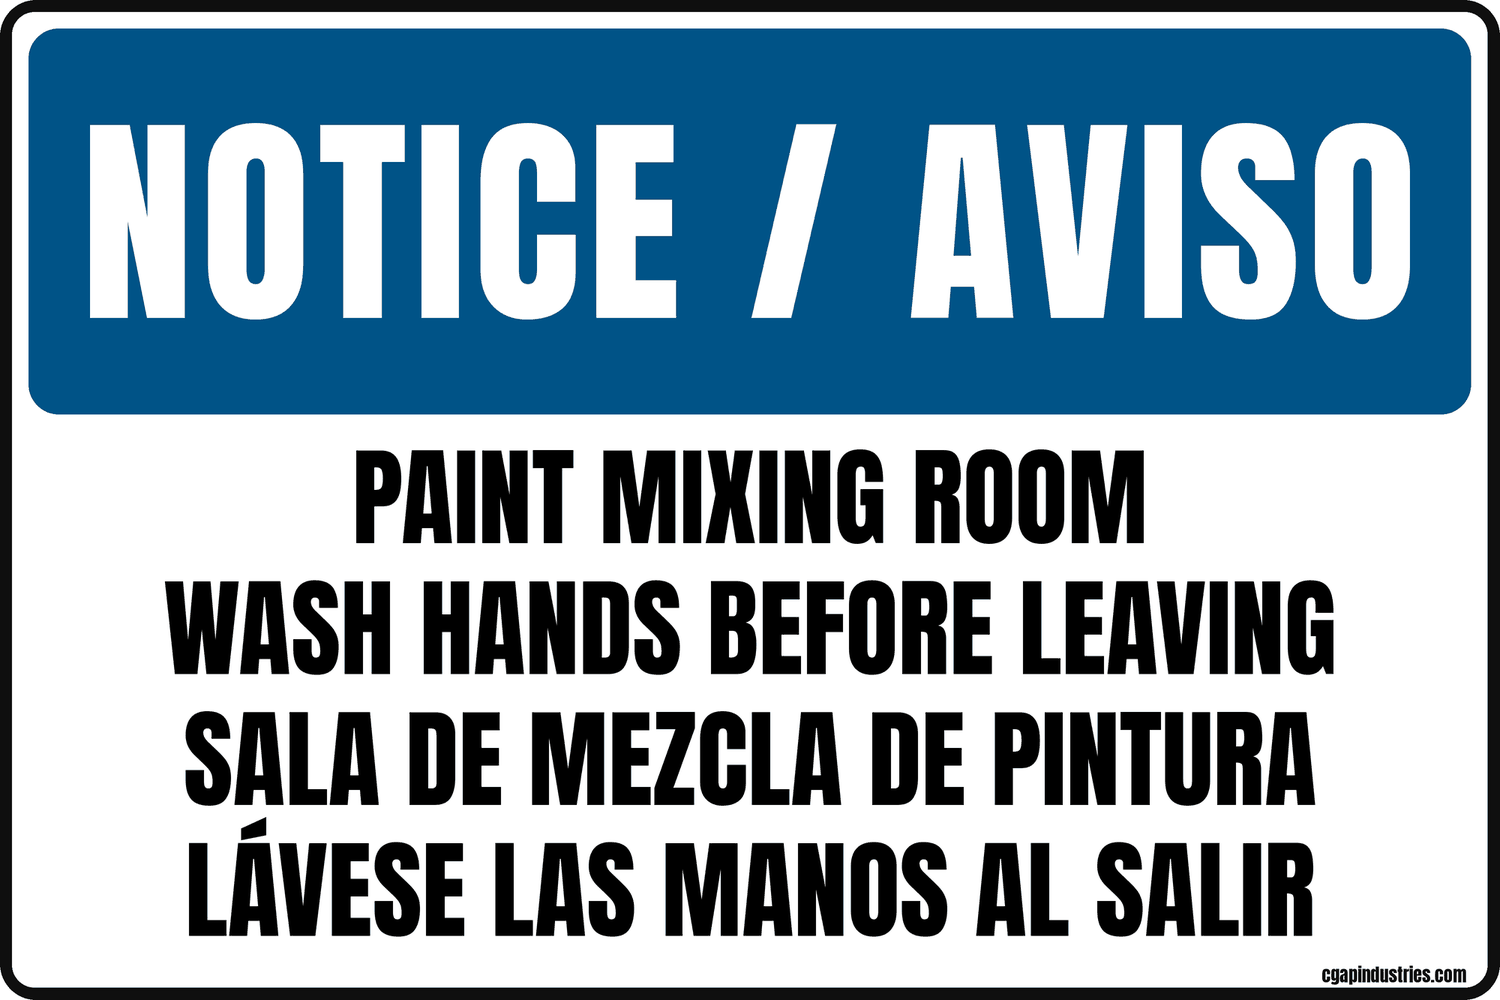 NOTICE / AVISO
PAINT MIXING ROOM
WASH HANDS BEFORE LEAVING
SALA DE MEZCLA DE PINTURA
LÁVESE LAS MANOS AL SALIR
cgapindustries.com